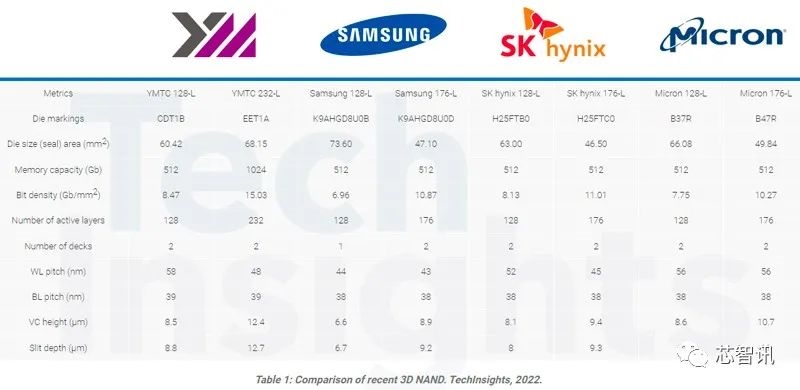 YM SAMSUNG SK hynix Micron
Metrics YMTC 128-L YMTC 232-L Samsung 128-L Samsung 176-L SK hynix 128-L SK hynix 176-L Micron 128-L Micron 176-L
Die markings CDT1B EET1A K9AHGD8U0B K9AHGD8U0D H25FTB0 H25FTC0 B37R B47R
Die size (seal) area (mm2) 60.42 68.15 73.60 47.10 63.00 46.50 66.08 49.84
Memory capacity (Gb) 512 1024 512 512 512 512 512 512
Bit density (Gb/mm2) 8.47 15.03 6.96 10.87 8.13 11.01 7.75 10.27
Number of active layers 128 232 128 176 128 176 128 176
Number of decks 2 2 1 2 2 2 2 2
WL pitch (nm) 58 48 44 43 52 45 56 56
BL pitch (nm) 39 39 38 38 38 38 38 38
VC height (µm) 8.5 12.4 6.6 8.9 8.1 9.4 8.6 10.7
Slit depth (µm) 8.8 12.7 6.7 9.2 8 9.3
Tech
Insights
芯智讯
Table 1: Comparison of recent 3D NAND. TechInsights, 2022.